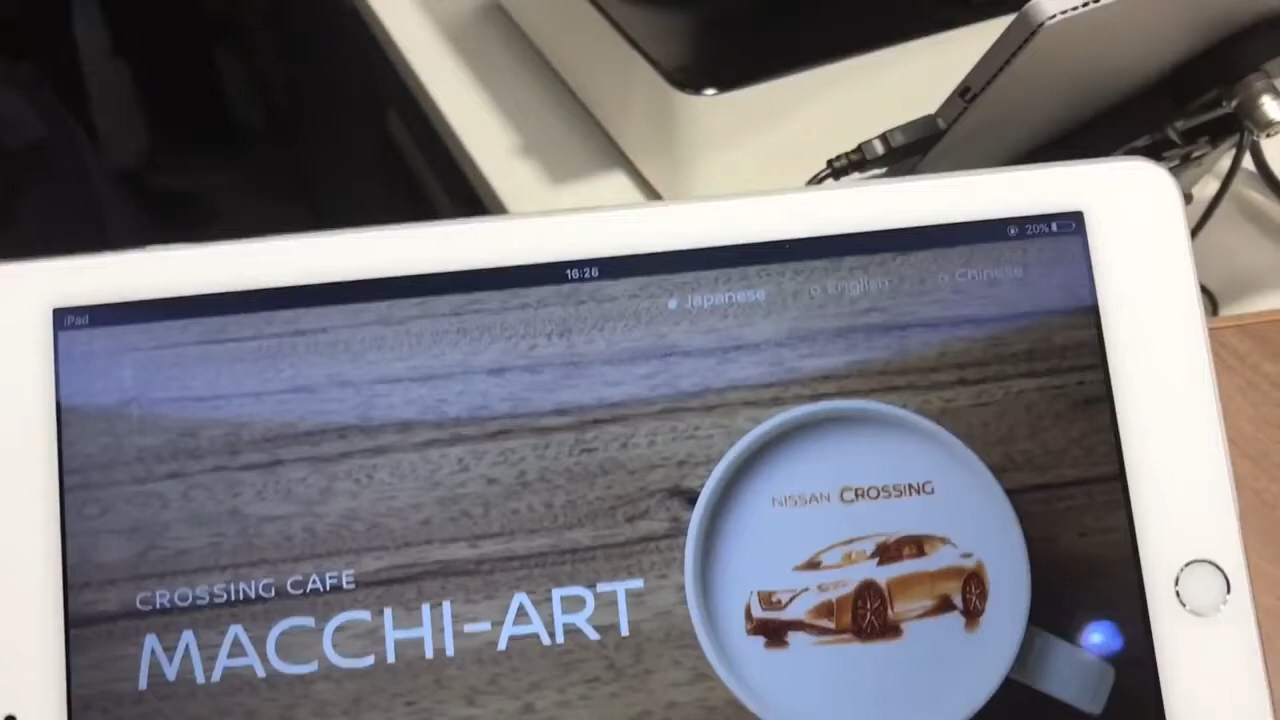 iPad
16:26
20%
Japanese
English
Chinese
NISSAN CROSSING
CROSSING CAFE
MACCHI-ART